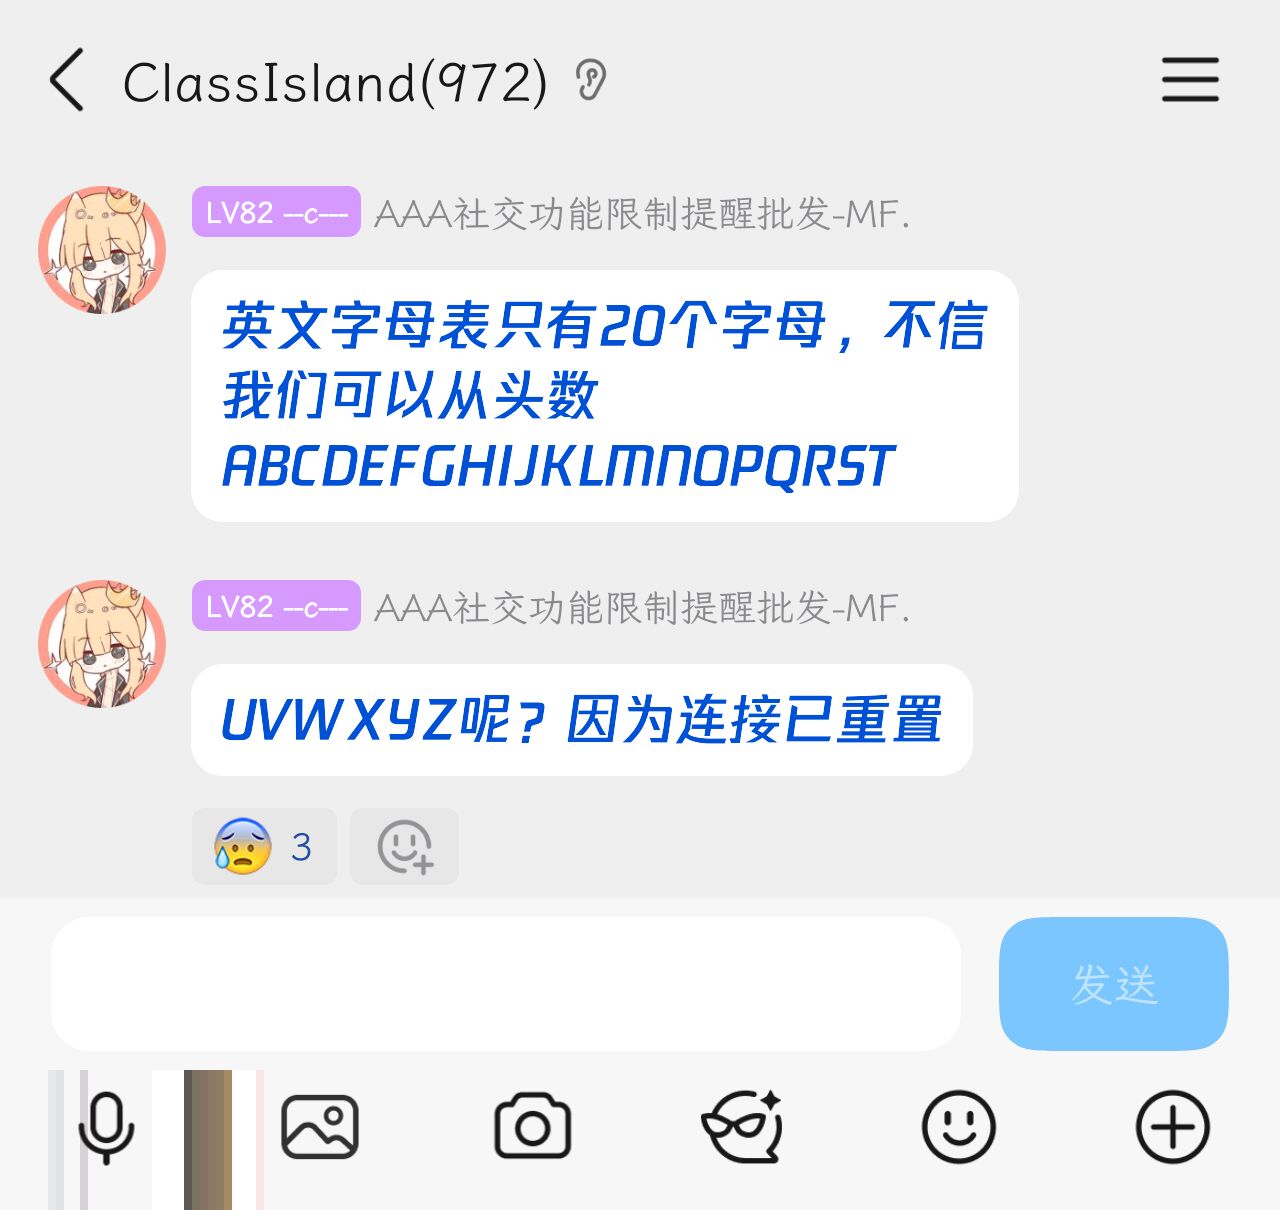 ClassIsland(972)
LV82 --c--- AAA社交功能限制提醒批发-MF.
英文字母表只有20个字母，不信
我们可以从头数
ABCDEFGHIJKLMNOPQRST
LV82 --c--- AAA社交功能限制提醒批发-MF.
UVWXYZ呢？因为连接已重置
3
发送